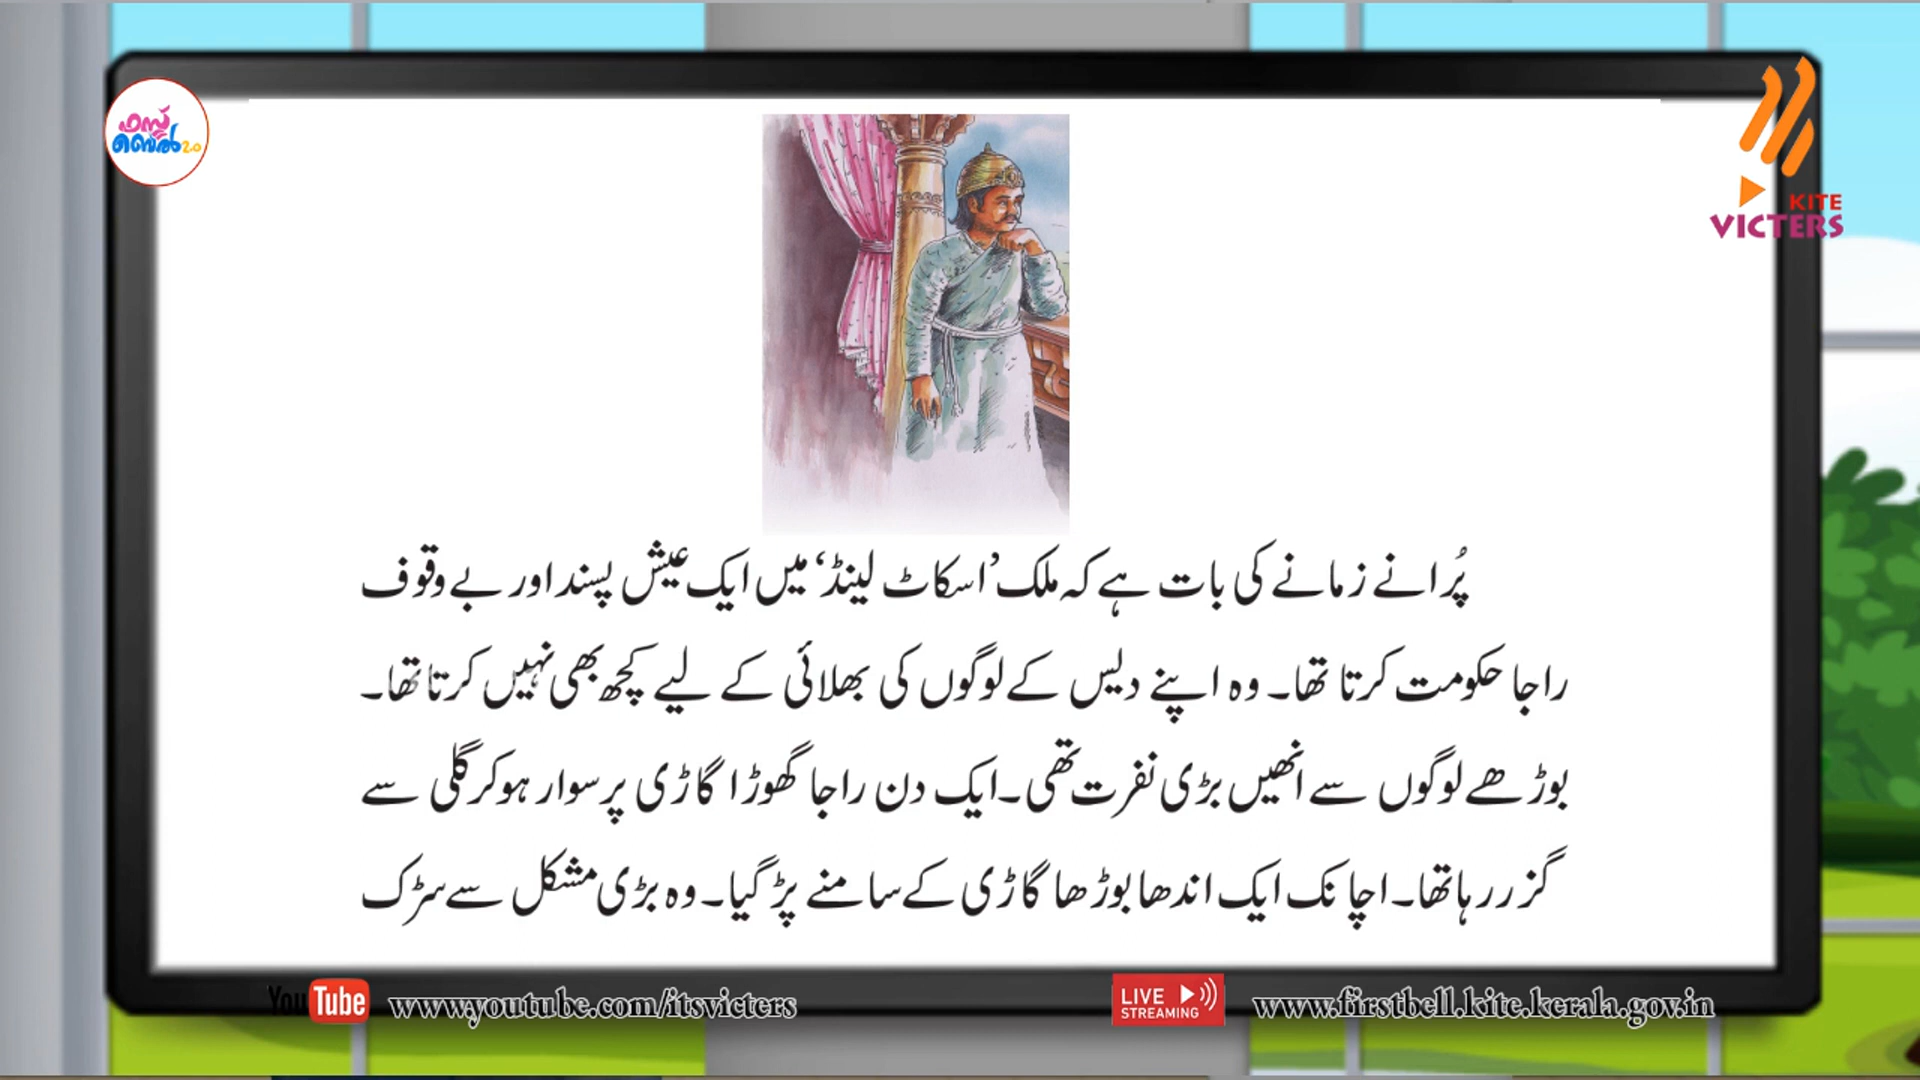 ഫസ്റ്റ്
ബെൽ 2.0
KITE
VICTERS
پُرانے زمانے کی بات ہے کہ ملک ’اسکاٹ لینڈ‘ میں ایک عیش پسند اور بے وقوف
راجا حکومت کرتا تھا۔ وہ اپنے دیس کے لوگوں کی بھلائی کے لیے کچھ بھی نہیں کرتا تھا۔
بوڑھے لوگوں سے انھیں بڑی نفرت تھی۔ ایک دن راجا گھوڑا گاڑی پر سوار ہو کر گلی سے
گزر رہا تھا۔ اچانک ایک اندھا بوڑھا گاڑی کے سامنے پڑ گیا۔ وہ بڑی مشکل سے سڑک
YouTube www.youtube.com/itsvicters
LIVE STREAMING www.firstbell.kite.kerala.gov.in